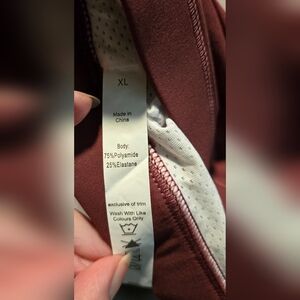 XL
Made in
China
Body:
75%Polyamide
25%Elastane
exclusive of trim
Wash With Like
Colours Only